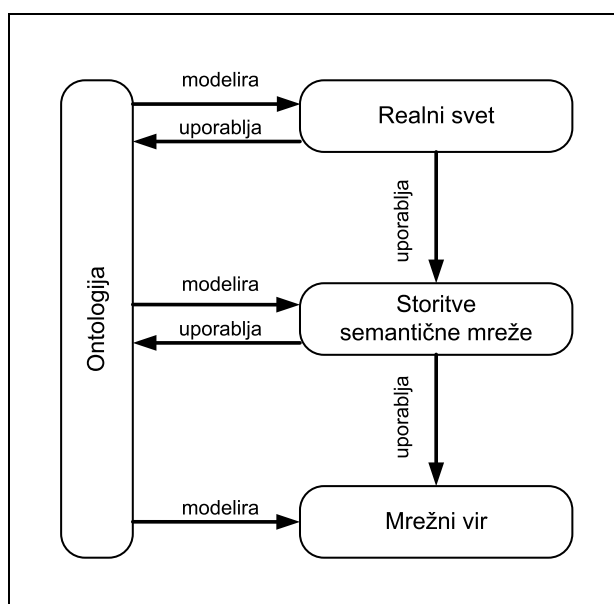 modelira
Realni svet
uporablja
uporablja
Ontologija
modelira
Storitve
semantične mreže
uporablja
uporablja
modelira
Mrežni vir